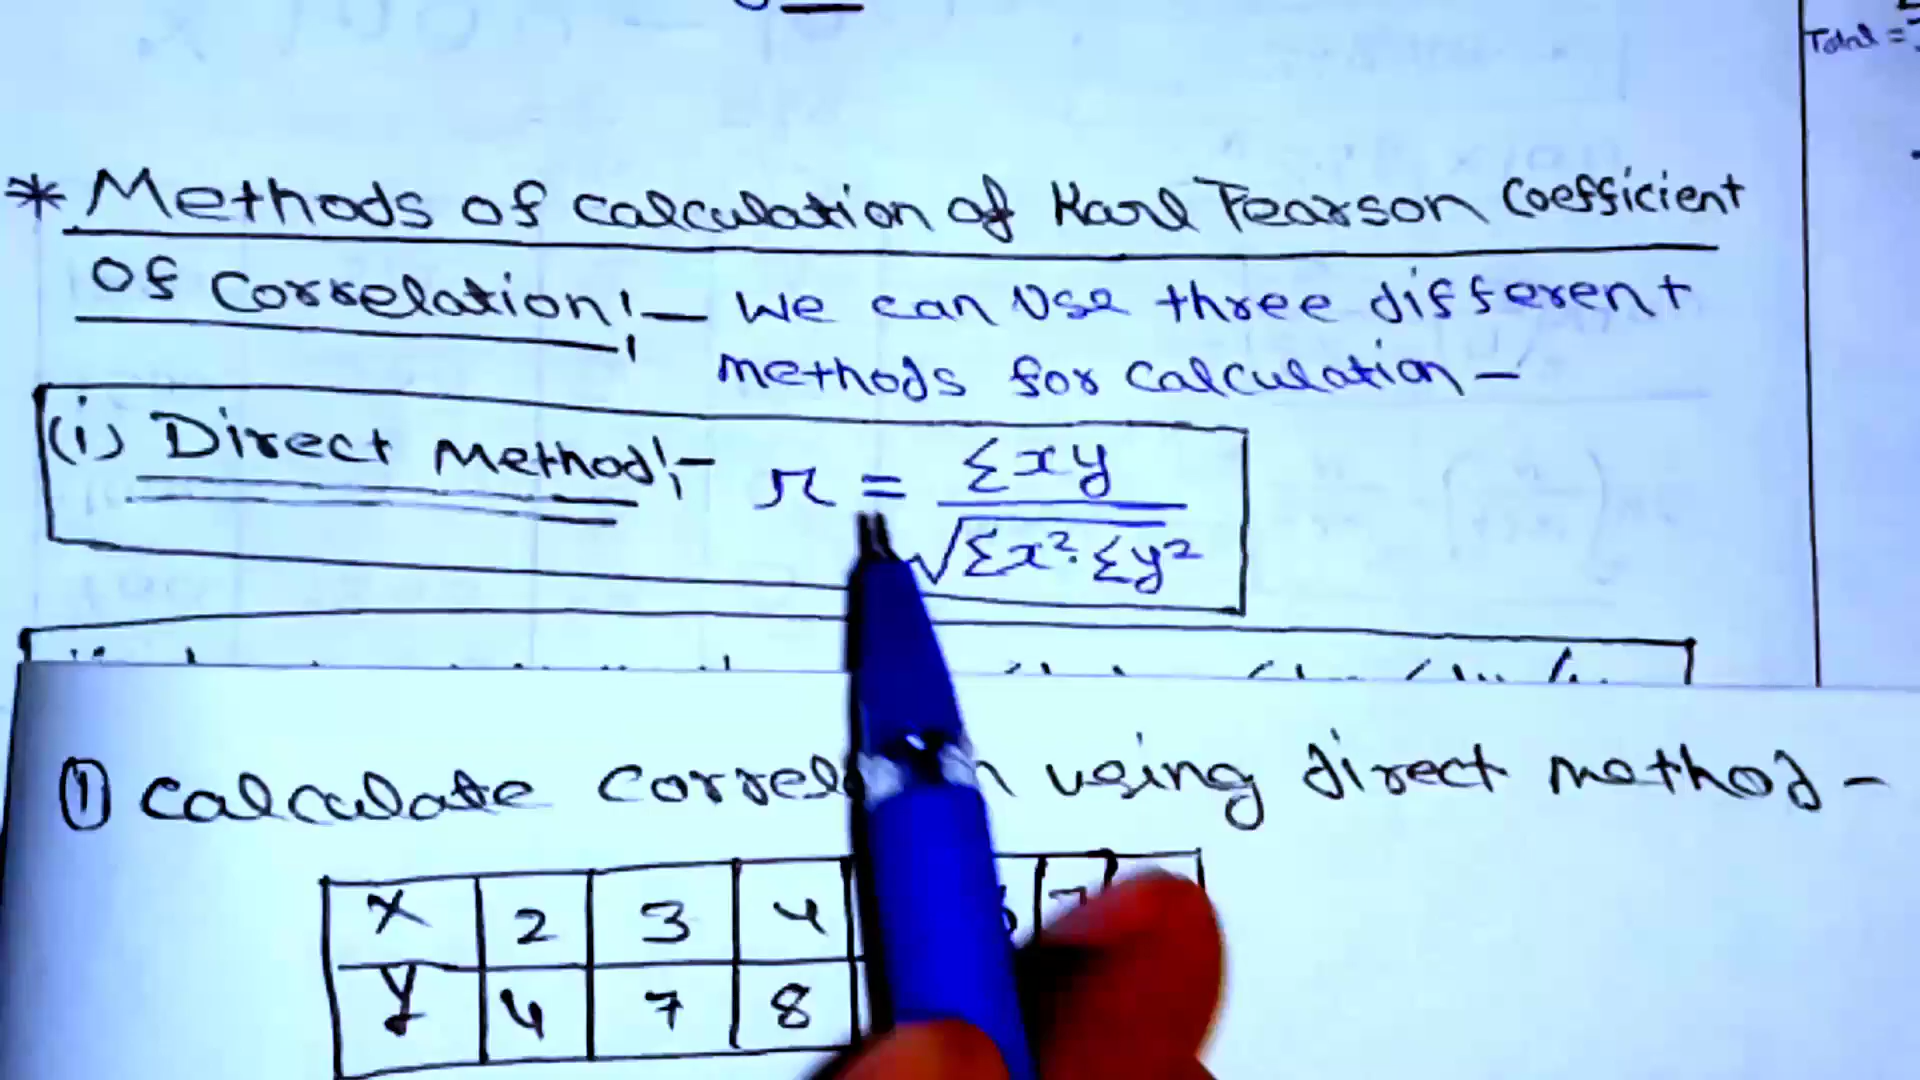 Total =
* Methods of calculation of Karl Pearson Coefficient
Of Correlation:- We can Use three different
methods for calculation -
(i) Direct Method:- r = Σxy / √Σx². Σy²
① Calculate using direct method -
X 2 3 4
Y 4 7 8